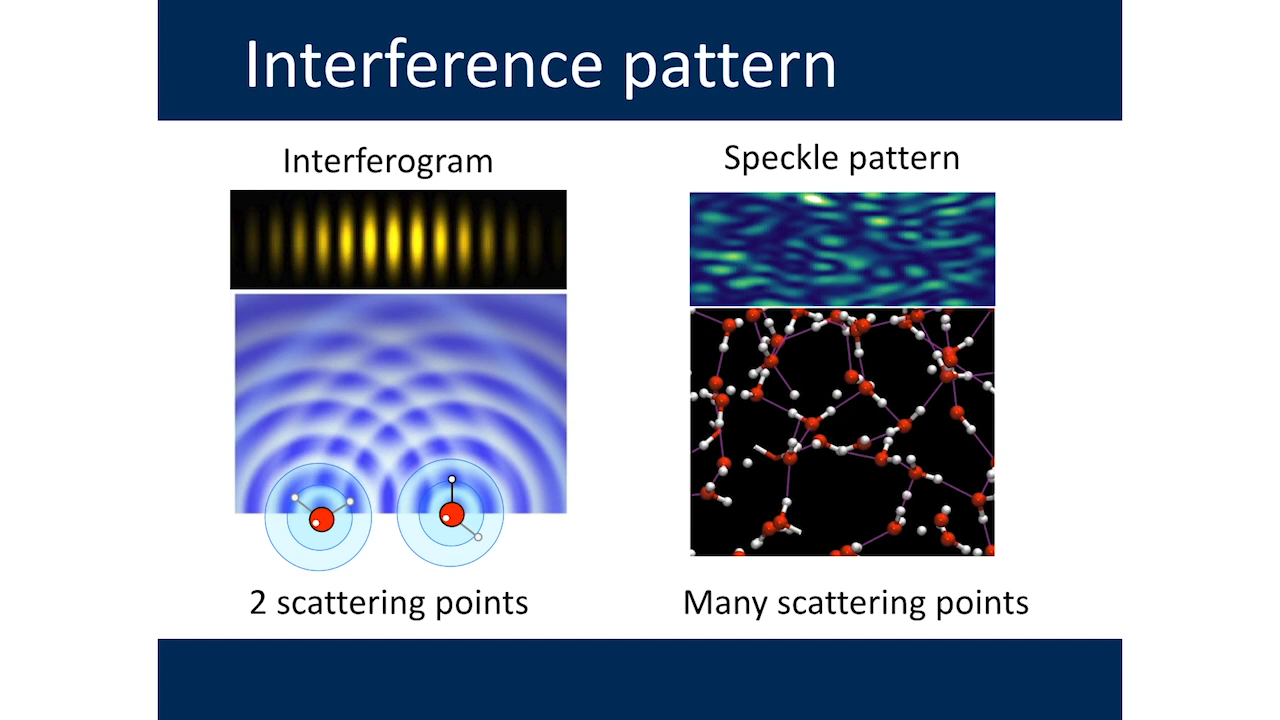 Interference pattern
Interferogram
Speckle pattern
2 scattering points
Many scattering points